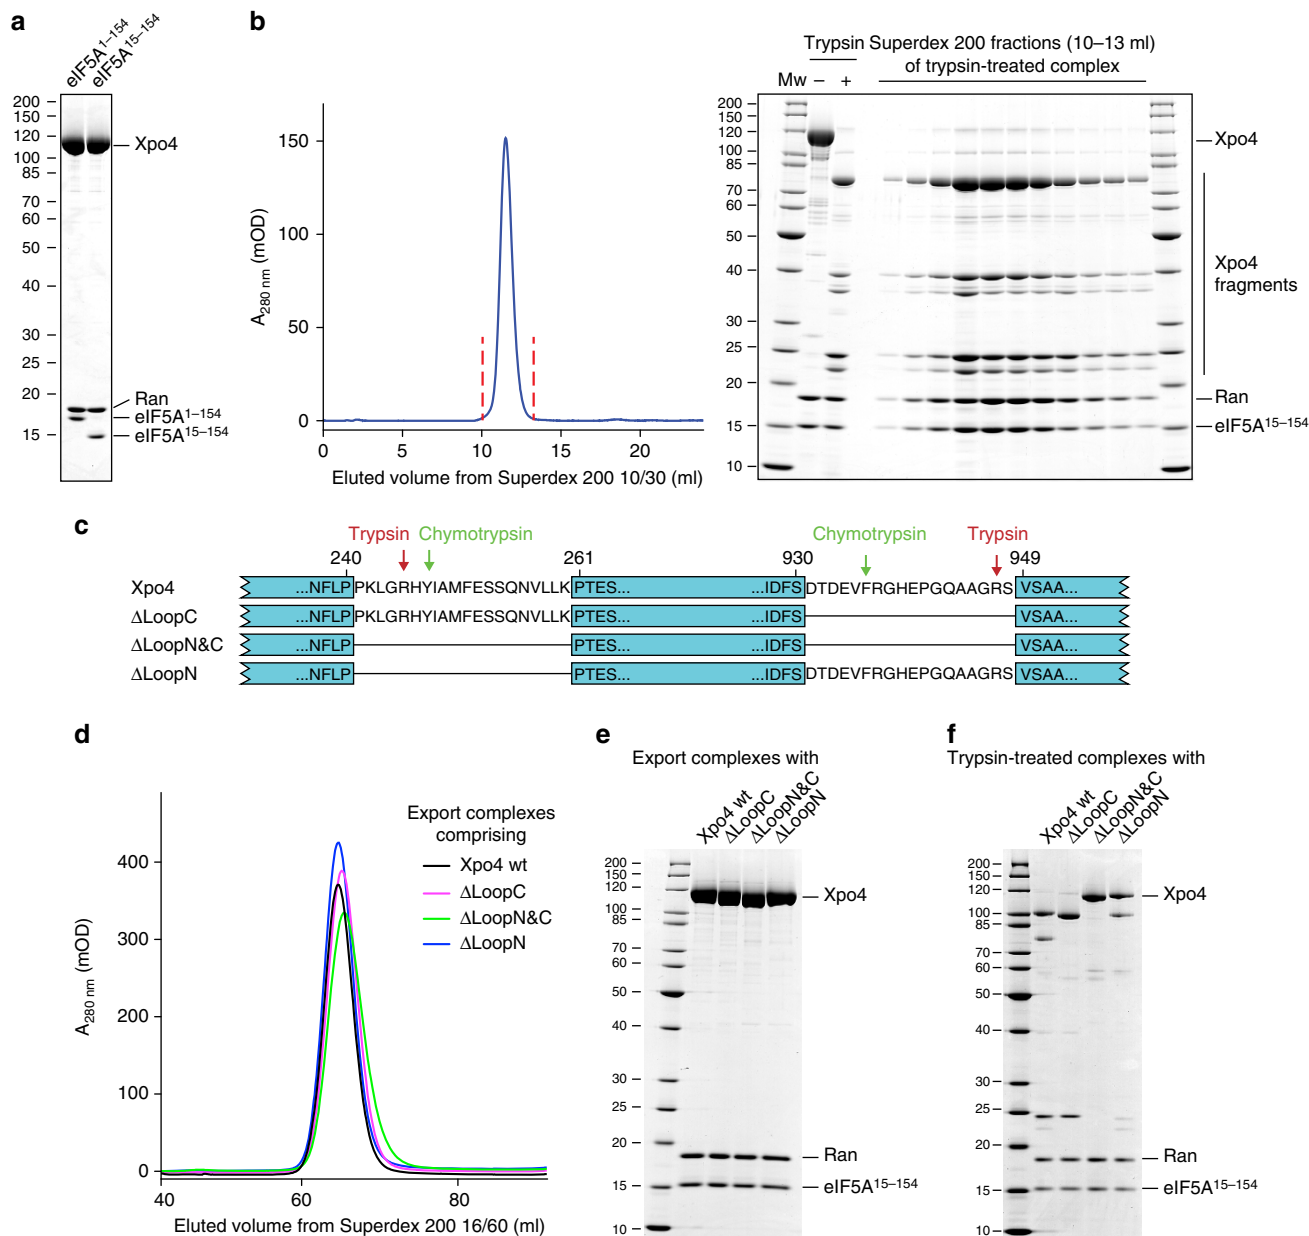 a
eIF5A1–154
eIF5A15–154
200
150
120
100
85
70
60
50
40
30
25
20
15
Xpo4
Ran
eIF5A1–154
eIF5A15–154
b
150
100
50
0
A280 nm (mOD)
0 5 10 15 20
Eluted volume from Superdex 200 10/30 (ml)
Trypsin Superdex 200 fractions (10–13 ml)
of trypsin-treated complex
Mw – +
200
150
120
100
85
70
60
50
40
30
25
20
15
10
Xpo4
Xpo4
fragments
Ran
eIF5A15–154
c
Trypsin Chymotrypsin Chymotrypsin Trypsin
240 261 930 949
Xpo4 ...NFLP PKLGRHYIAMFESSQNVLLK PTES... ...IDFS DTDEVFRGHEPGQAAGRS VSAA...
ΔLoopC ...NFLP PKLGRHYIAMFESSQNVLLK PTES... ...IDFS VSAA...
ΔLoopN&C ...NFLP PTES... ...IDFS VSAA...
ΔLoopN ...NFLP PTES... ...IDFS DTDEVFRGHEPGQAAGRS VSAA...
d
400
300
200
100
0
A280 nm (mOD)
40 60 80
Eluted volume from Superdex 200 16/60 (ml)
Export complexes
comprising
Xpo4 wt
ΔLoopC
ΔLoopN&C
ΔLoopN
e
Export complexes with
Xpo4 wt
ΔLoopC
ΔLoopN&C
ΔLoopN
200
150
120
100
85
70
60
50
40
30
25
20
15
10
Xpo4
Ran
eIF5A15–154
f
Trypsin-treated complexes with
Xpo4 wt
ΔLoopC
ΔLoopN&C
ΔLoopN
200
150
120
100
85
70
60
50
40
30
25
20
15
10
Xpo4
Ran
eIF5A15–154